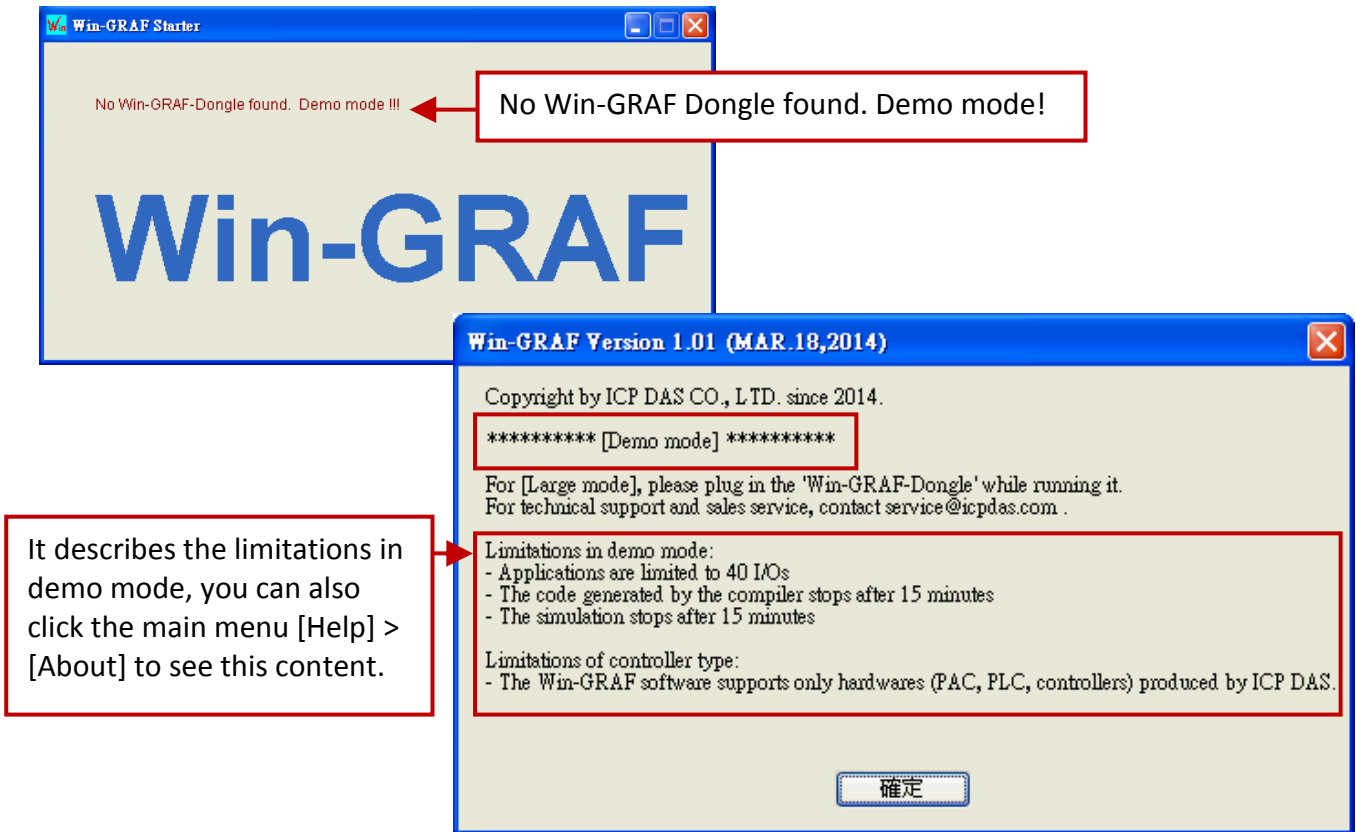 Win Win-GRAF Starter
No Win-GRAF-Dongle found. Demo mode !!!
No Win-GRAF Dongle found. Demo mode!
Win-GRAF
Win-GRAF Version 1.01 (MAR.18,2014)
Copyright by ICP DAS CO., LTD. since 2014.
********** [Demo mode] **********
For [Large mode], please plug in the 'Win-GRAF-Dongle' while running it.
For technical support and sales service, contact service@icpdas.com .
It describes the limitations in
demo mode, you can also
click the main menu [Help] >
[About] to see this content.
Limitations in demo mode:
- Applications are limited to 40 I/Os
- The code generated by the compiler stops after 15 minutes
- The simulation stops after 15 minutes
Limitations of controller type:
- The Win-GRAF software supports only hardwares (PAC, PLC, controllers) produced by ICP DAS.
確定